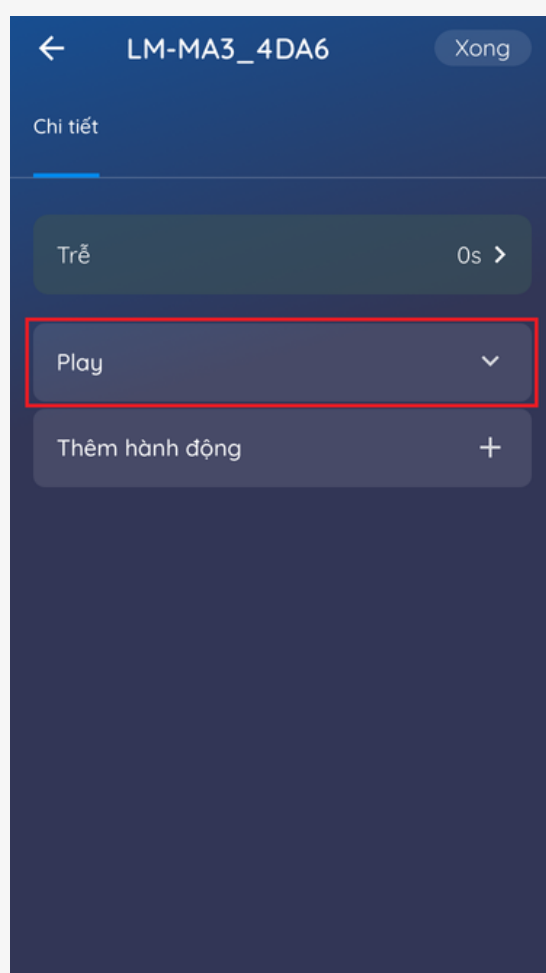 LM-MA3_4DA6
Xong
Chi tiết
Trễ
0s
Play
Thêm hành động